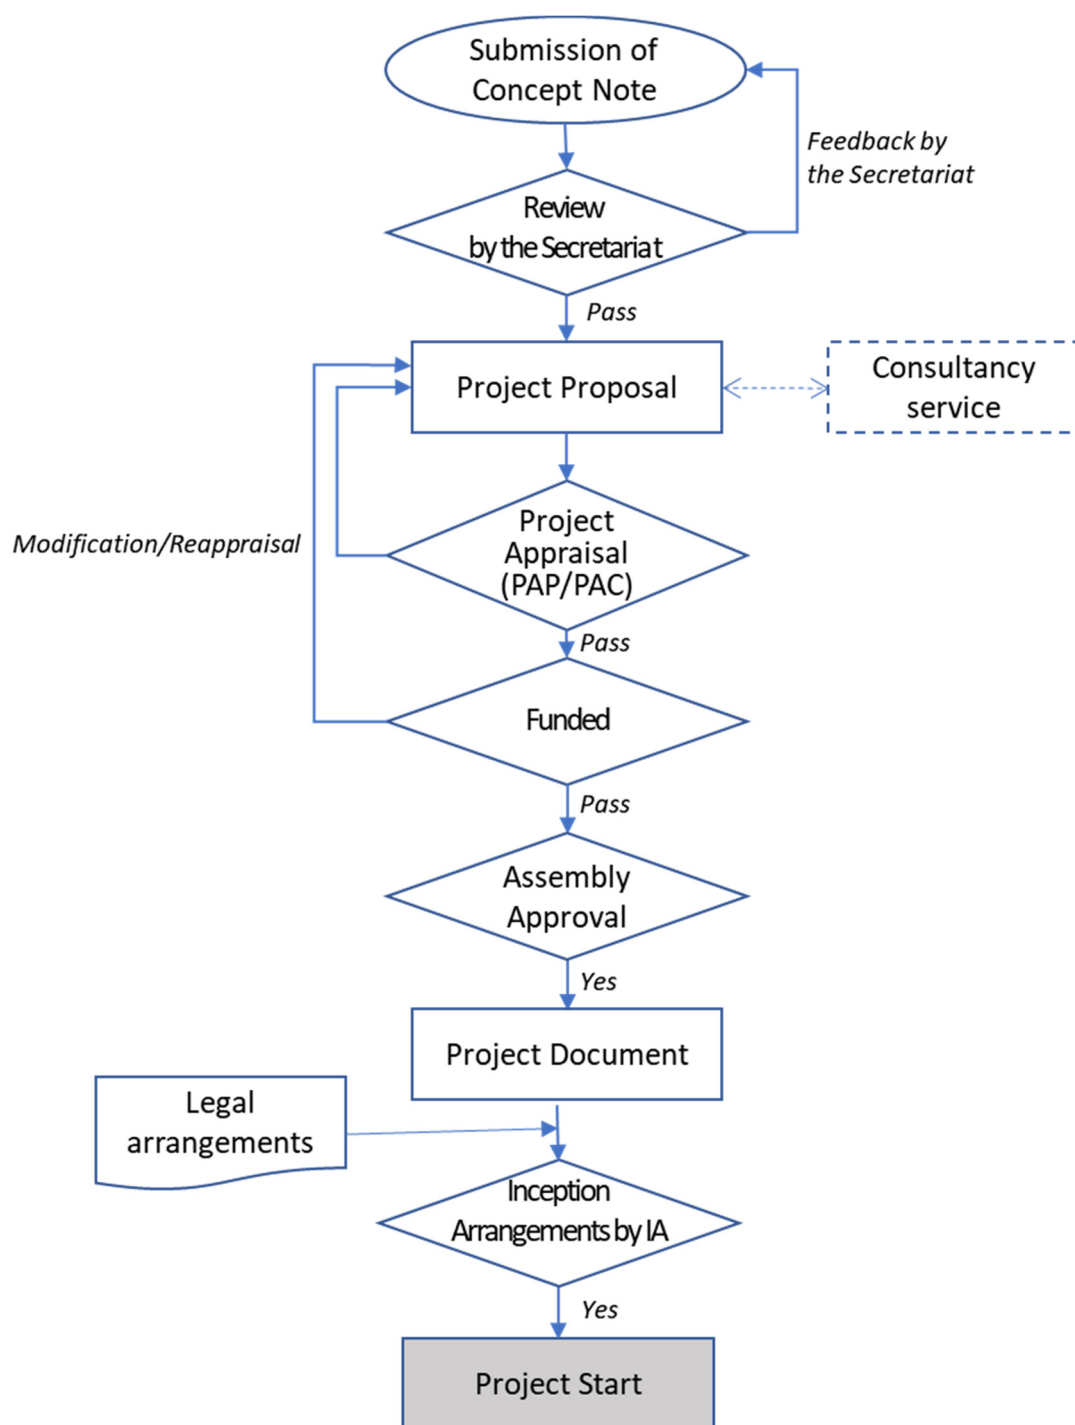 Submission of
Concept Note
Feedback by
the Secretariat
Review
by the Secretariat
Pass
Project Proposal
Consultancy
service
Modification/Reappraisal
Project
Appraisal
(PAP/PAC)
Pass
Funded
Pass
Assembly
Approval
Yes
Project Document
Legal
arrangements
Inception
Arrangements by IA
Yes
Project Start